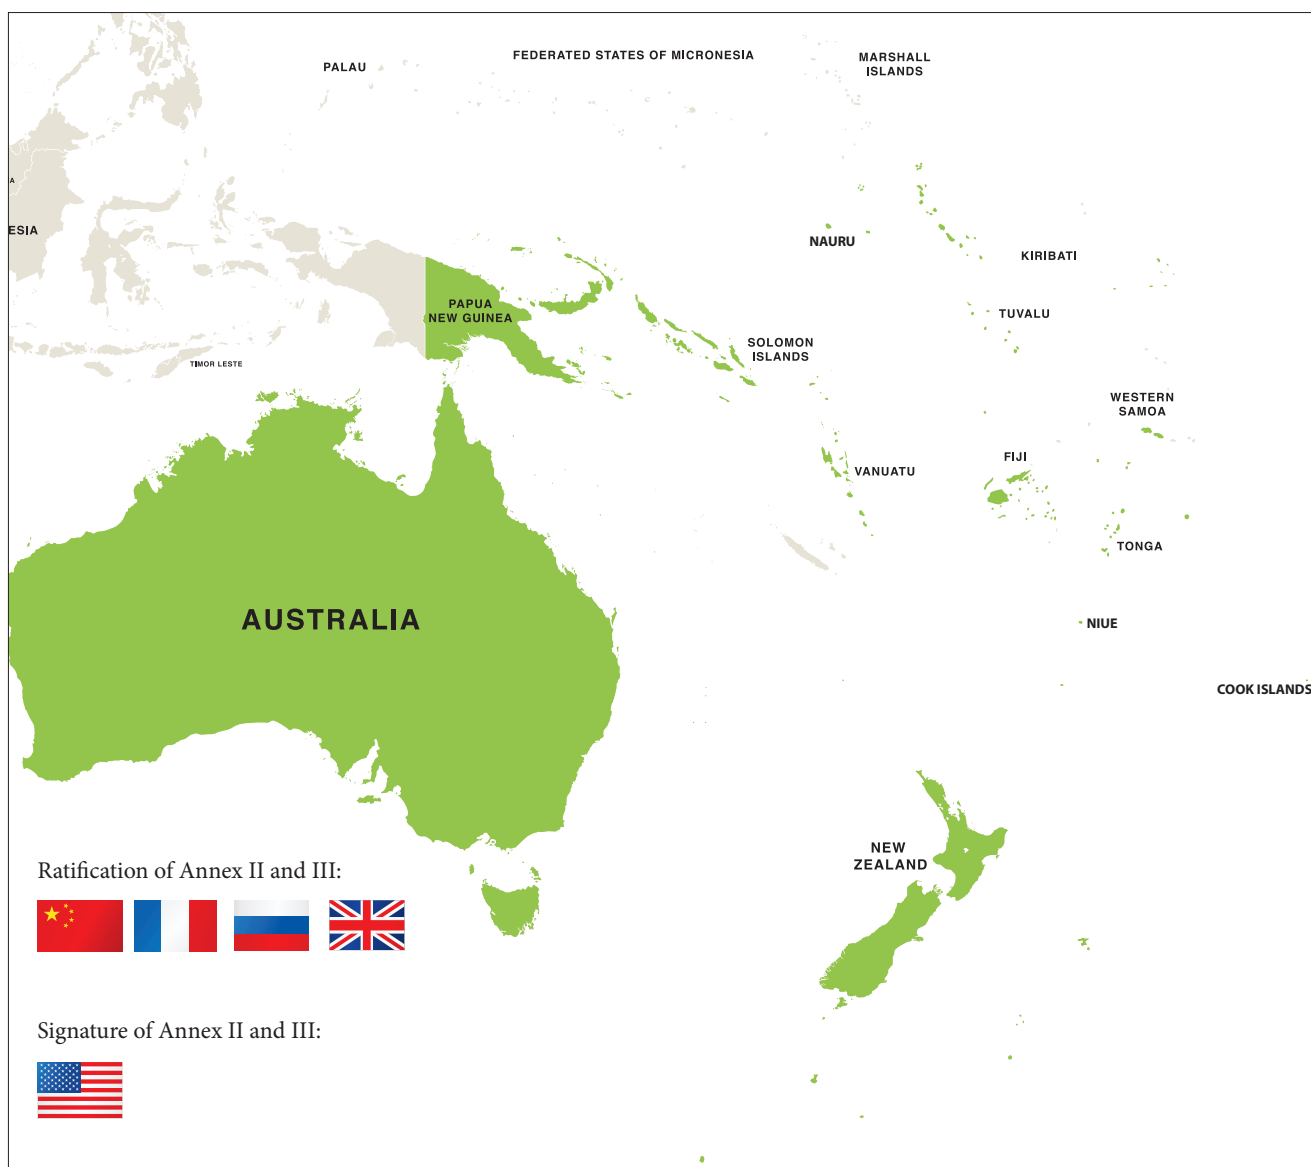 FEDERATED STATES OF MICRONESIA
PALAU
MARSHALL
ISLANDS
A
ESIA
NAURU
KIRIBATI
PAPUA
NEW GUINEA
TUVALU
SOLOMON
ISLANDS
TIMOR LESTE
WESTERN
SAMOA
FIJI
VANUATU
TONGA
AUSTRALIA
NIUE
COOK ISLANDS
NEW
ZEALAND
Ratification of Annex II and III:
Signature of Annex II and III: